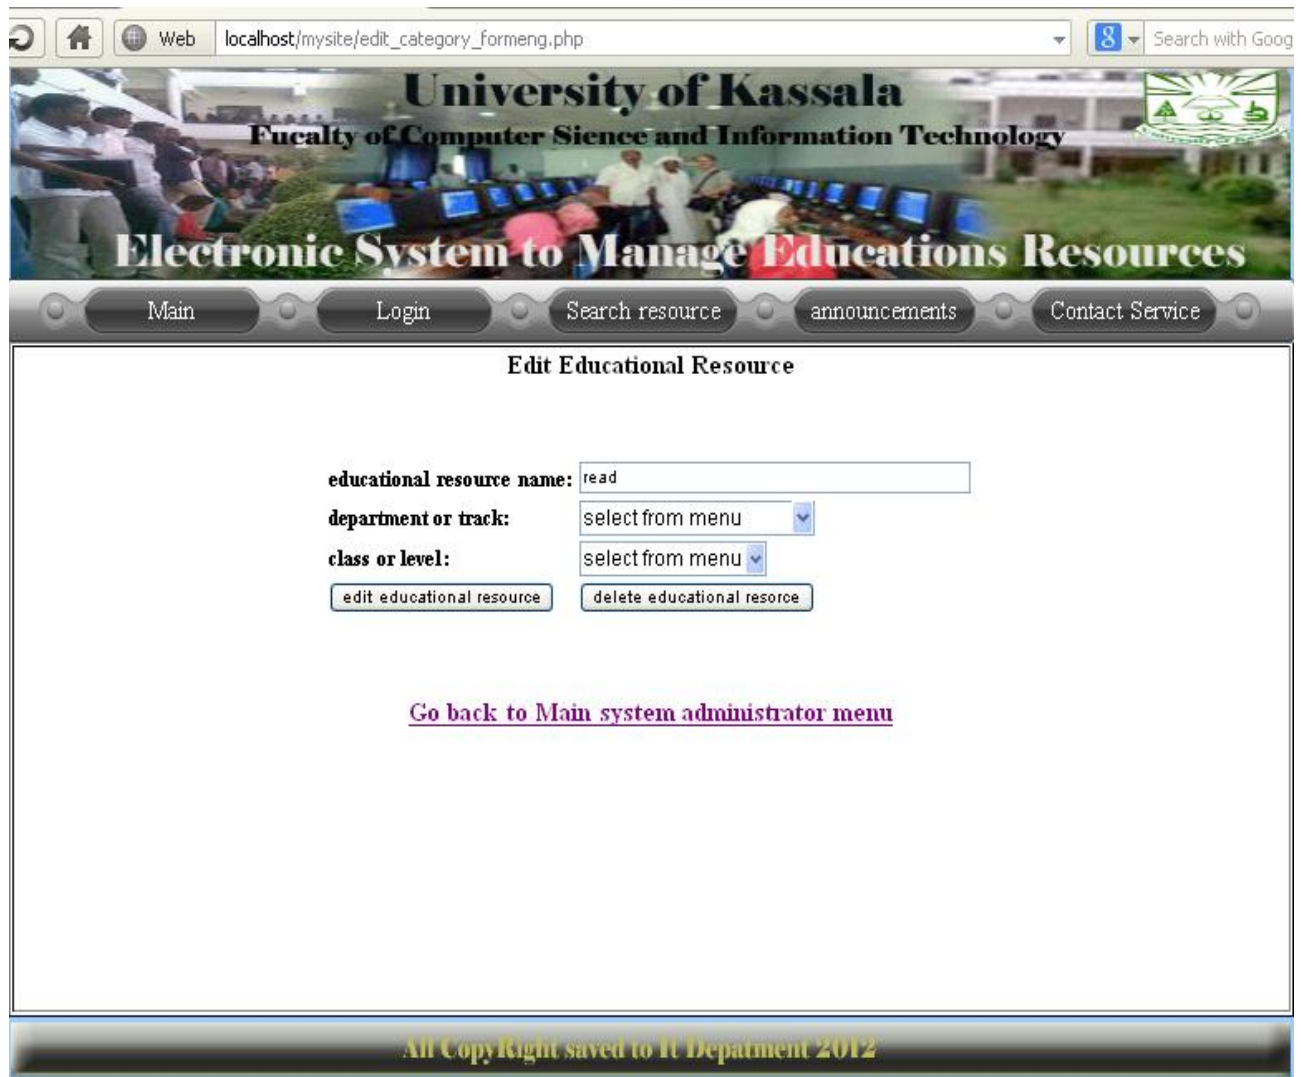 Web localhost/mysite/edit_category_formeng.php Search with Goog
University of Kassala
Fucalty of Computer Sience and Information Technology
Electronic System to Manage Educations Resources
Main Login Search resource announcements Contact Service
Edit Educational Resource
educational resource name: read
department or track: select from menu
class or level: select from menu
edit educational resource delete educational resorce
Go back to Main system administrator menu
All CopyRight saved to It Depatment 2012